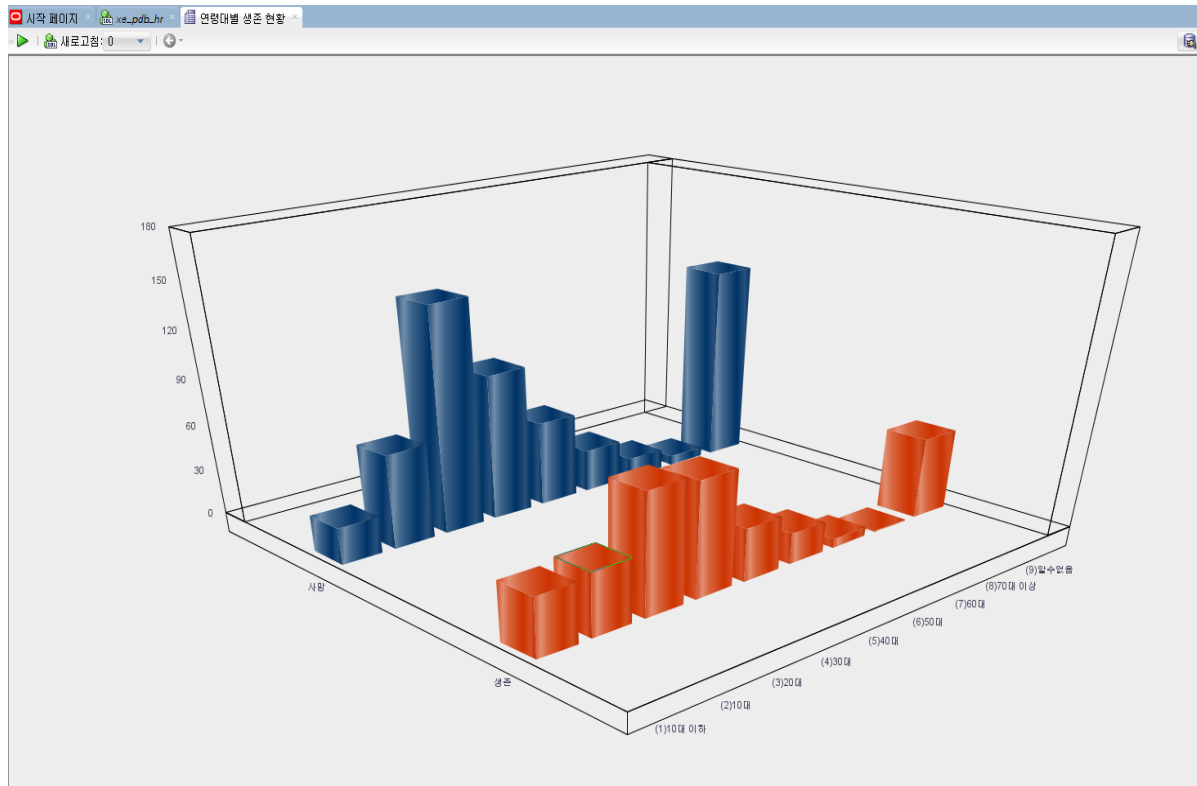 시작 페이지
xe_pdb_hr
연령대별 생존 현황
새로고침: 0
180
150
120
90
60
30
0
사망
생존
(1)10대 이하
(2)10대
(3)20대
(4)30대
(5)40대
(6)50대
(7)60대
(8)70대 이상
(9)알수없음